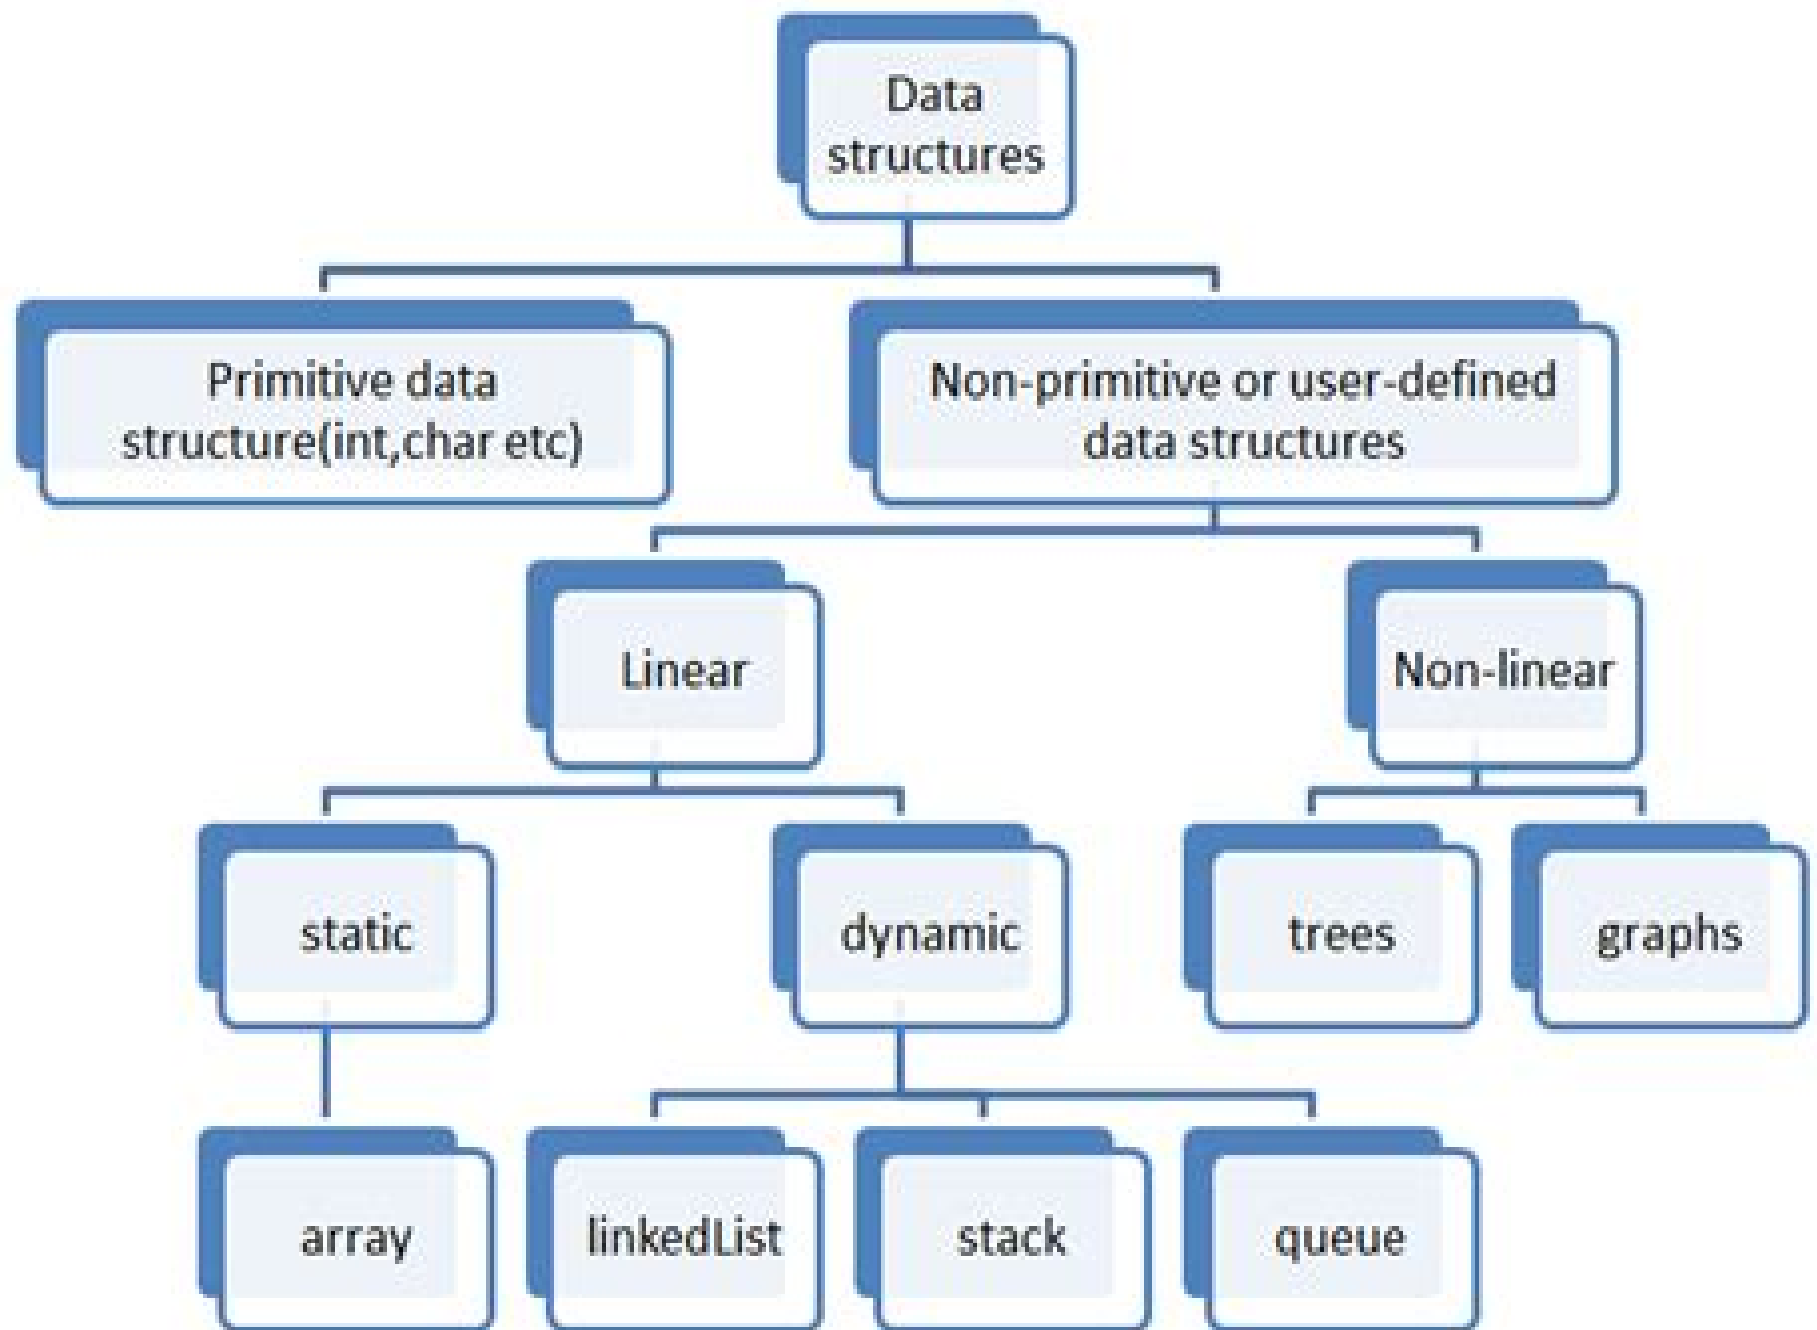 Data
structures
Primitive data
structure(int,char etc)
Non-primitive or user-defined
data structures
Linear
Non-linear
static
dynamic
trees
graphs
array
linkedList
stack
queue